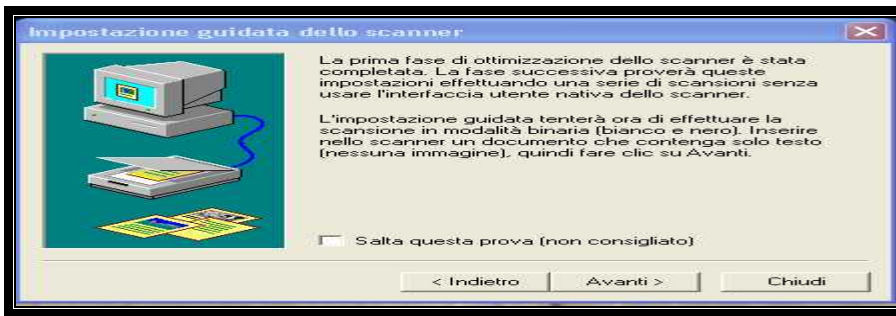 Impostazione guidata dello scanner
La prima fase di ottimizzazione dello scanner è stata
completata. La fase successiva proverà queste
impostazioni effettuando una serie di scansioni senza
usare l'interfaccia utente nativa dello scanner.
L'impostazione guidata tenterà ora di effettuare la
scansione in modalità binaria (bianco e nero). Inserire
nello scanner un documento che contenga solo testo
(nessuna immagine), quindi fare clic su Avanti.
Salta questa prova (non consigliato)
< Indietro Avanti > Chiudi